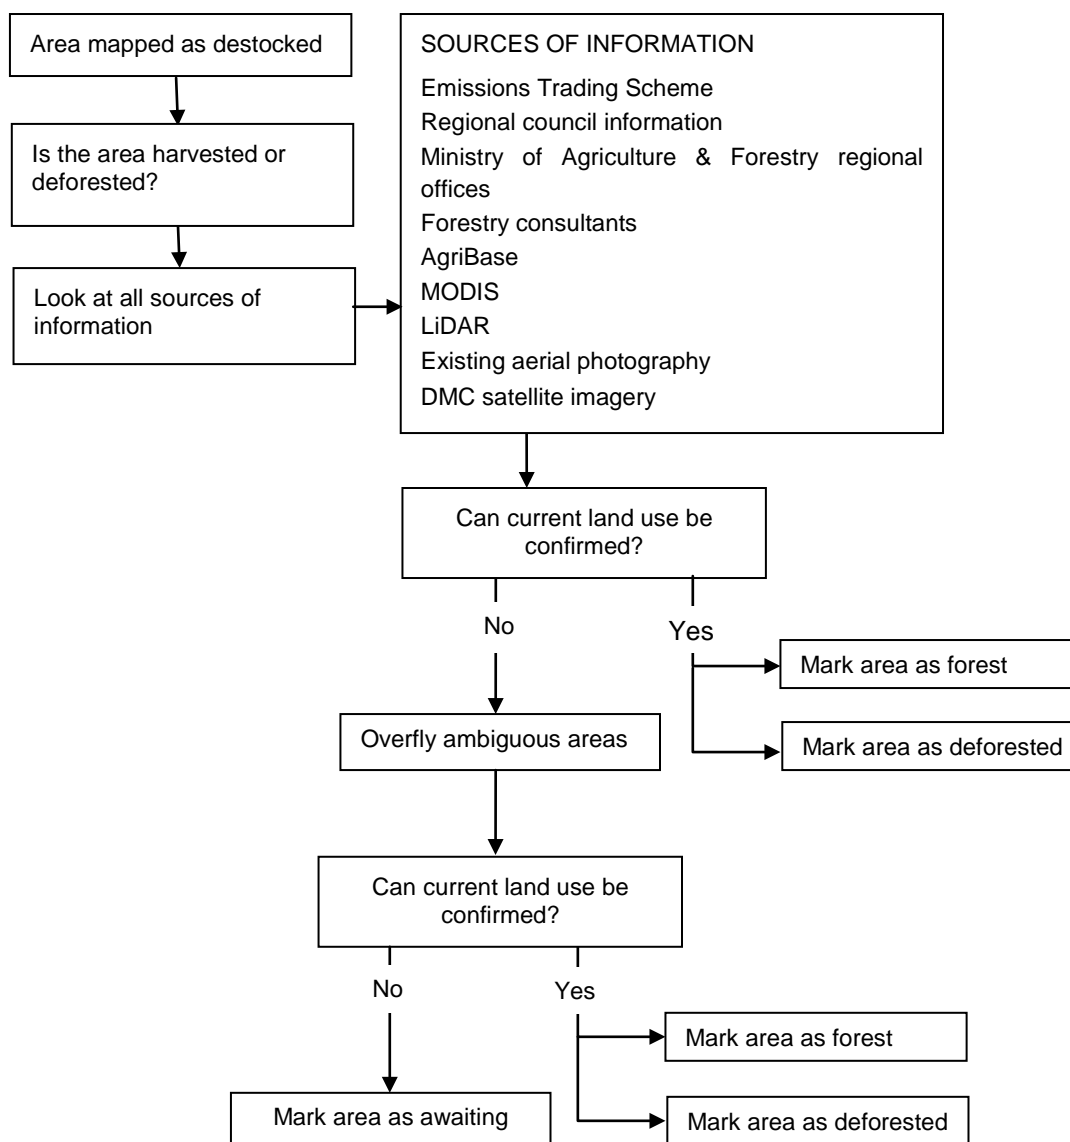 Area mapped as destocked
Is the area harvested or
deforested?
Look at all sources of
information
SOURCES OF INFORMATION
Emissions Trading Scheme
Regional council information
Ministry of Agriculture & Forestry regional
offices
Forestry consultants
AgriBase
MODIS
LiDAR
Existing aerial photography
DMC satellite imagery
Can current land use be
confirmed?
No
Yes
Mark area as forest
Mark area as deforested
Overfly ambiguous areas
Can current land use be
confirmed?
No
Yes
Mark area as forest
Mark area as deforested
Mark area as awaiting